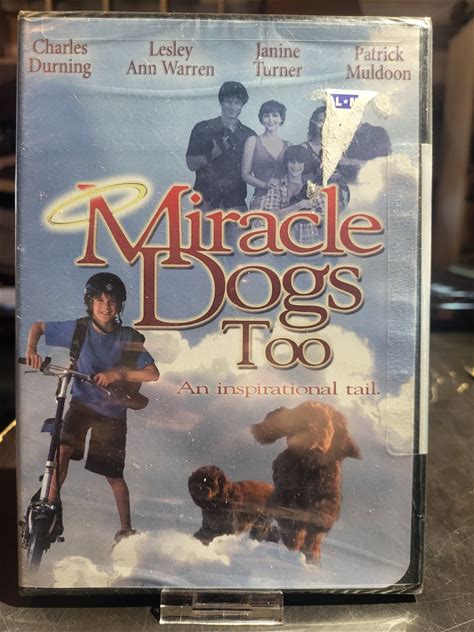 Charles Lesley Janine Patrick
Durning Ann Warren Turner Muldoon
Miracle
Dogs
Too
An inspirational tail.